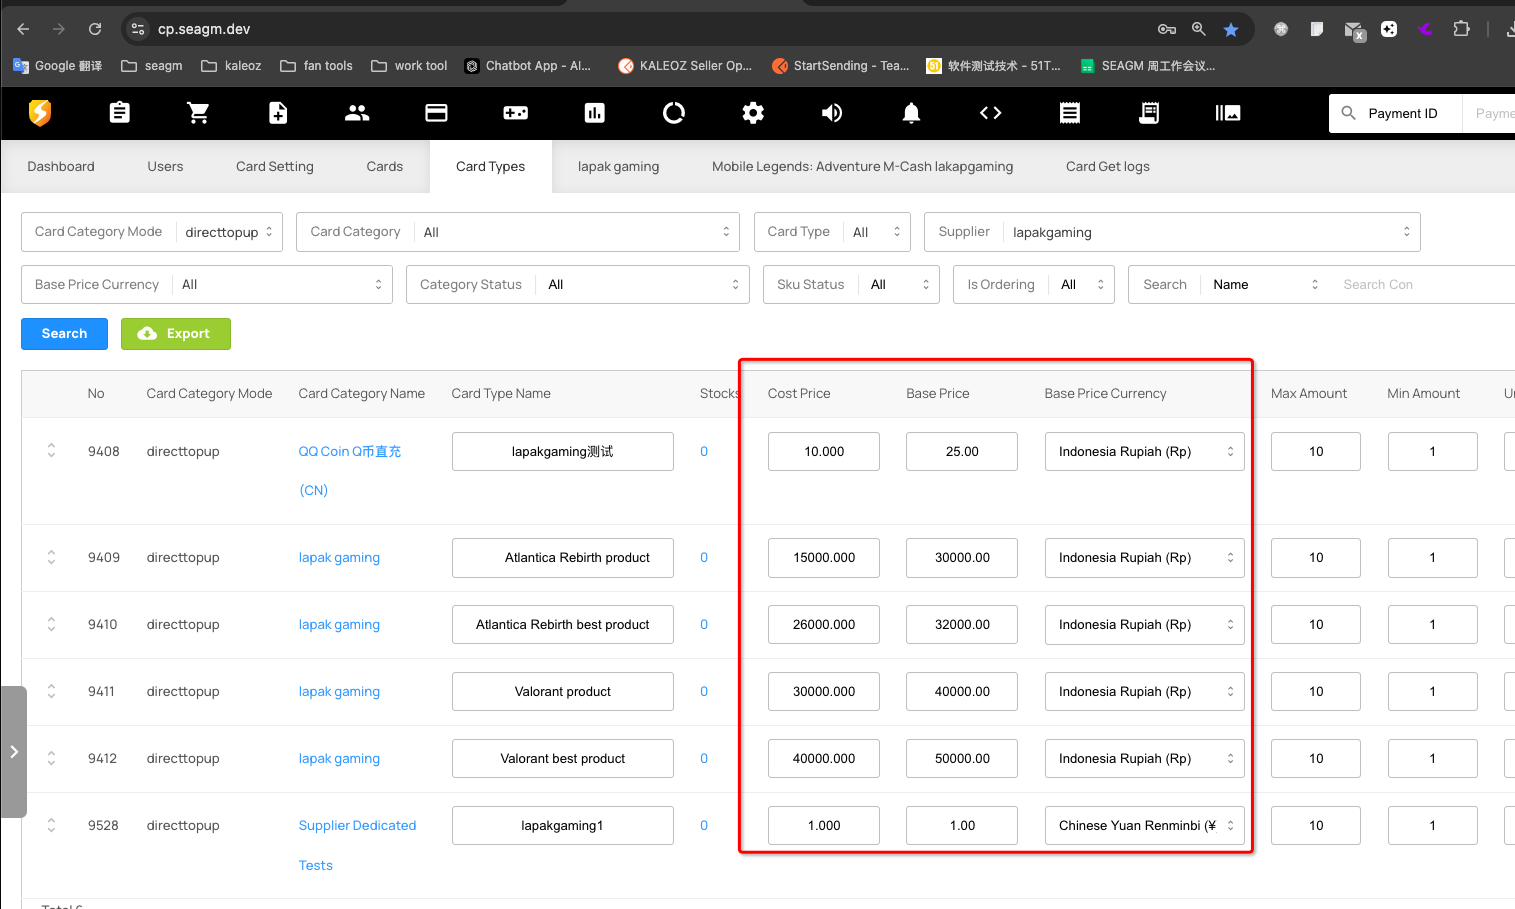 cp.seagm.dev
Google 翻译 seagm kaleoz fan tools work tool Chatbot App - AI... KALEOZ Seller Op... StartSending - Tea... 软件测试技术 - 51T... SEAGM 周工作会议...
Payment ID Payme
Dashboard Users Card Setting Cards Card Types lapak gaming Mobile Legends: Adventure M-Cash lakapgaming Card Get logs
Card Category Mode directtopup Card Category All Card Type All Supplier lapakgaming
Base Price Currency All Category Status All Sku Status All Is Ordering All Search Name Search Con
Search Export
No Card Category Mode Card Category Name Card Type Name Stocks Cost Price Base Price Base Price Currency Max Amount Min Amount
9408 directtopup QQ Coin Q币直充 lapakgaming测试 0 10.000 25.00 Indonesia Rupiah (Rp) 10 1
(CN)
9409 directtopup lapak gaming Atlantica Rebirth product 0 15000.000 30000.00 Indonesia Rupiah (Rp) 10 1
9410 directtopup lapak gaming Atlantica Rebirth best product 0 26000.000 32000.00 Indonesia Rupiah (Rp) 10 1
9411 directtopup lapak gaming Valorant product 0 30000.000 40000.00 Indonesia Rupiah (Rp) 10 1
9412 directtopup lapak gaming Valorant best product 0 40000.000 50000.00 Indonesia Rupiah (Rp) 10 1
9528 directtopup Supplier Dedicated lapakgaming1 0 1.000 1.00 Chinese Yuan Renminbi (¥ 10 1
Tests